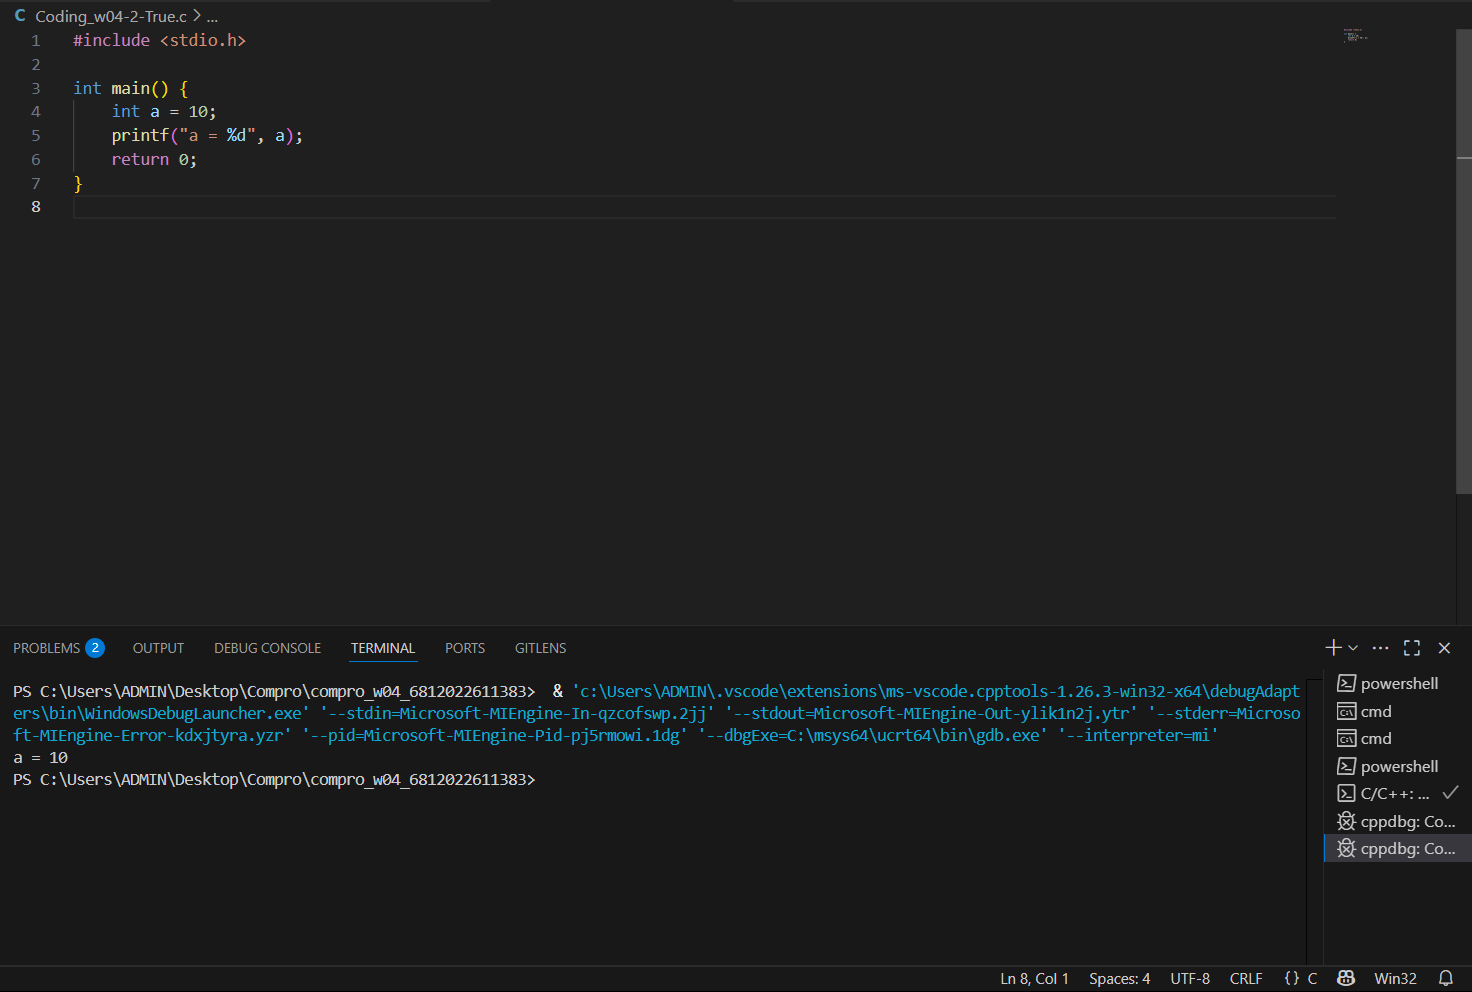 C Coding_w04-2-True.c > ...
1 #include <stdio.h>
2
3 int main() {
4     int a = 10;
5     printf("a = %d", a);
6     return 0;
7 }
8
PROBLEMS 2 OUTPUT DEBUG CONSOLE TERMINAL PORTS GITLENS
PS C:\Users\ADMIN\Desktop\Compro\compro_w04_6812022611383>  & 'c:\Users\ADMIN\.vscode\extensions\ms-vscode.cpptools-1.26.3-win32-x64\debugAdapt
ers\bin\WindowsDebugLauncher.exe' '--stdin=Microsoft-MIEngine-In-qzcofswp.2jj' '--stdout=Microsoft-MIEngine-Out-ylik1n2j.ytr' '--stderr=Microso
ft-MIEngine-Error-kdxjtyra.yzr' '--pid=Microsoft-MIEngine-Pid-pj5rmowi.1dg' '--dbgExe=C:\msys64\ucrt64\bin\gdb.exe' '--interpreter=mi'
a = 10
PS C:\Users\ADMIN\Desktop\Compro\compro_w04_6812022611383>
powershell
cmd
cmd
powershell
C/C++: ...
cppdbg: Co...
cppdbg: Co...
Ln 8, Col 1 Spaces: 4 UTF-8 CRLF {} C Win32